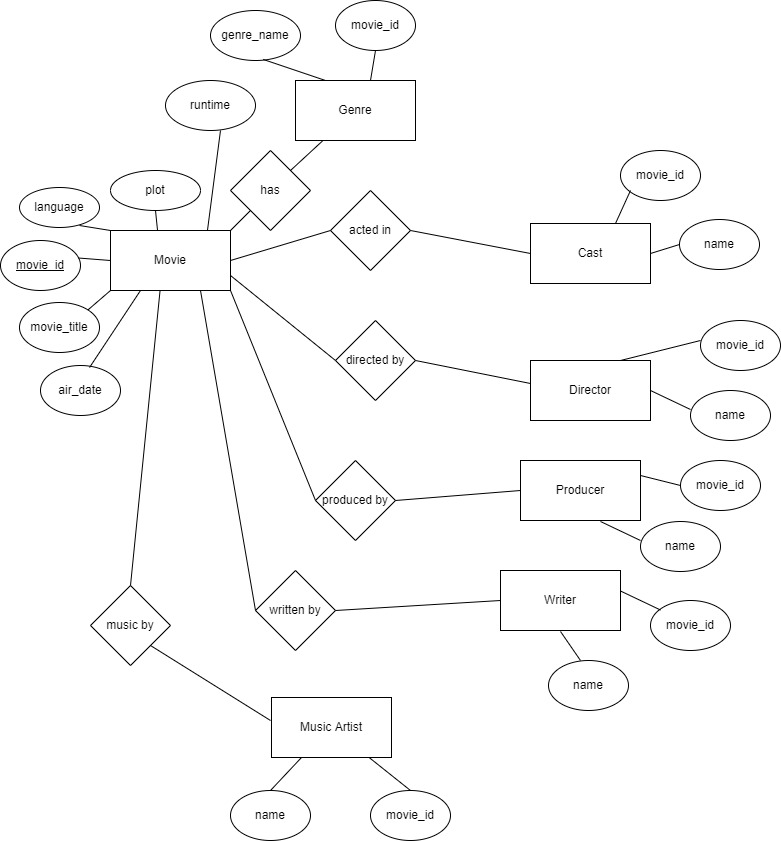 movie_id
genre_name
runtime
Genre
movie_id
plot
has
language
acted in
name
Movie
Cast
movie_id
movie_title
movie_id
directed by
air_date
Director
name
movie_id
Producer
produced by
name
Writer
written by
music by
movie_id
name
Music Artist
name
movie_id